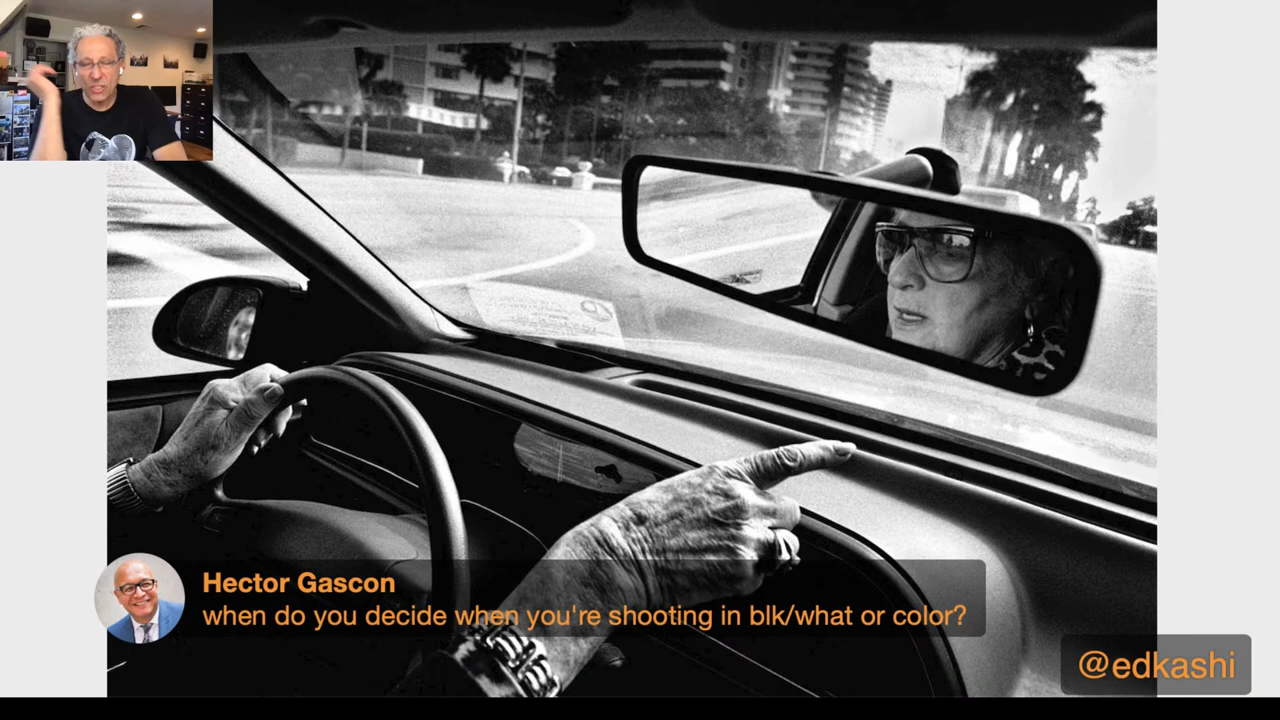 Hector Gascon
when do you decide when you're shooting in blk/what or color?
@edkashi